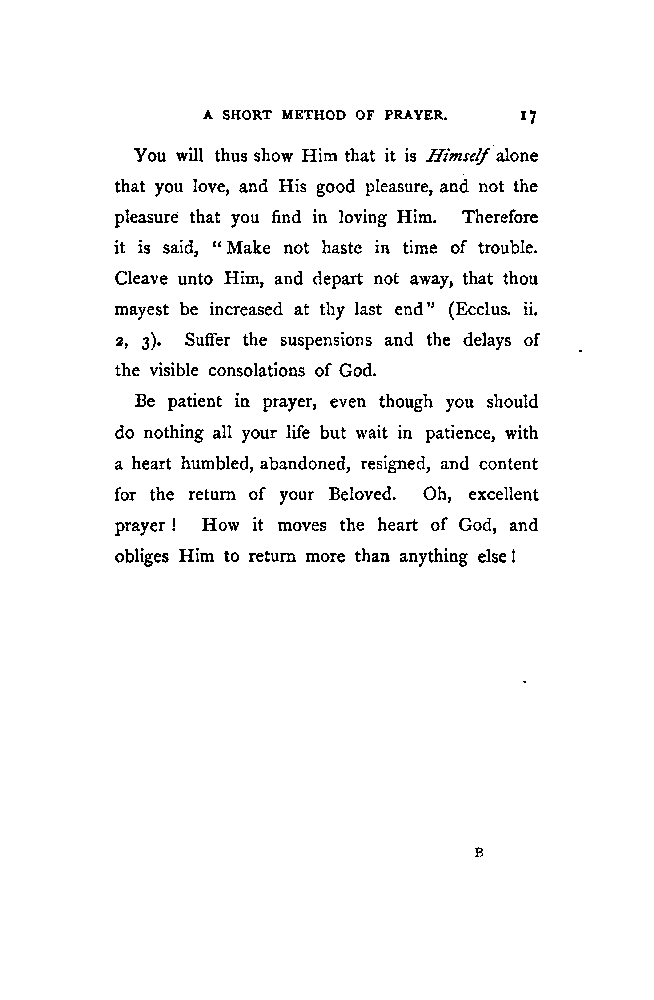 A SHORT METHOD OF PRAYER. 17
You will thus show Him that it is Himself alone
that you love, and His good pleasure, and not the
pleasure that you find in loving Him. Therefore
it is said, “Make not haste in time of trouble.
Cleave unto Him, and depart not away, that thou
mayest be increased at thy last end” (Ecclus. ii.
2, 3). Suffer the suspensions and the delays of
the visible consolations of God.
Be patient in prayer, even though you should
do nothing all your life but wait in patience, with
a heart humbled, abandoned, resigned, and content
for the return of your Beloved. Oh, excellent
prayer! How it moves the heart of God, and
obliges Him to return more than anything else!
B